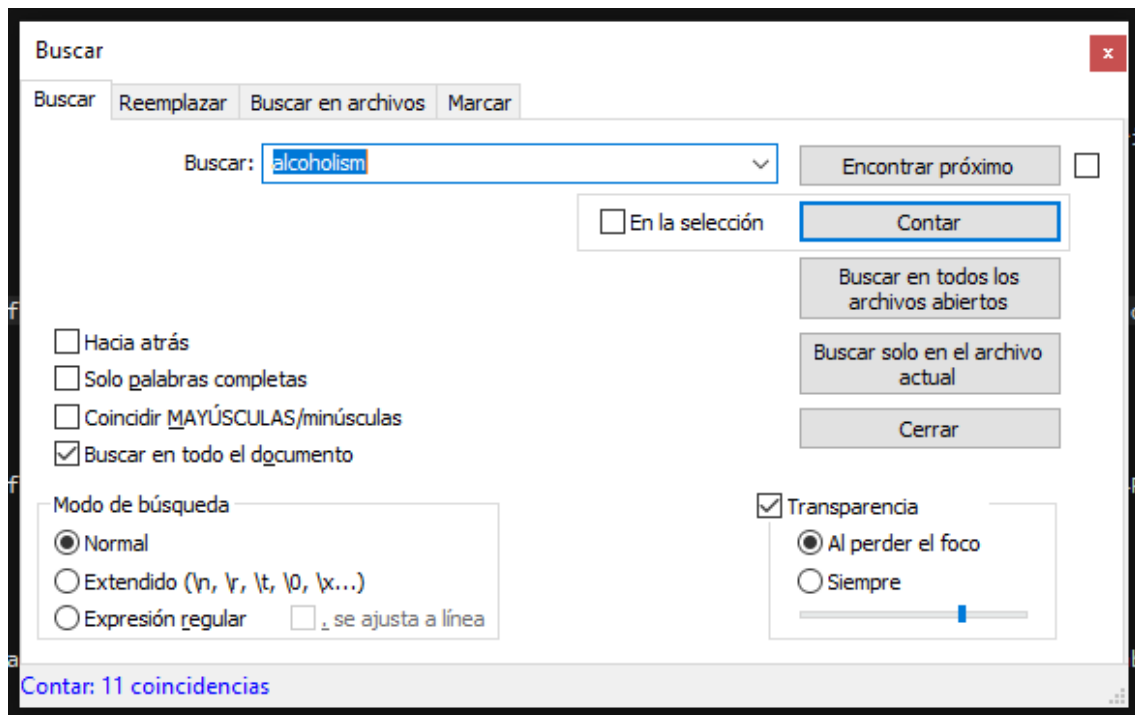 Buscar
x
Buscar Reemplazar Buscar en archivos Marcar
Buscar: alcoholism Encontrar próximo
En la selección Contar
Buscar en todos los
archivos abiertos
Hacia atrás
Buscar solo en el archivo
actual
Solo palabras completas
Coincidir MAYÚSCULAS/minúsculas
Cerrar
Buscar en todo el documento
Modo de búsqueda
Normal
Extendido (\n, \r, \t, \0, \x...)
Expresión regular . se ajusta a línea
Transparencia
Al perder el foco
Siempre
Contar: 11 coincidencias